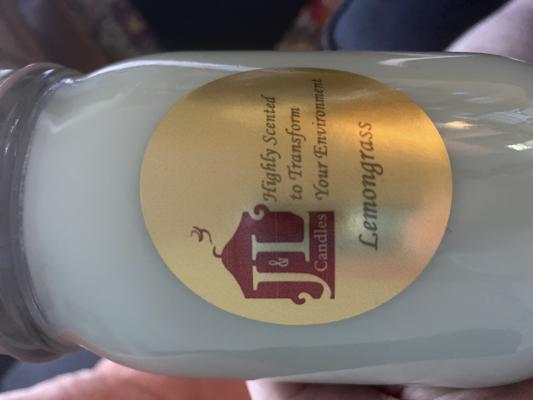 J&L
Candles
Highly Scented
to Transform
Your Environment
Lemongrass